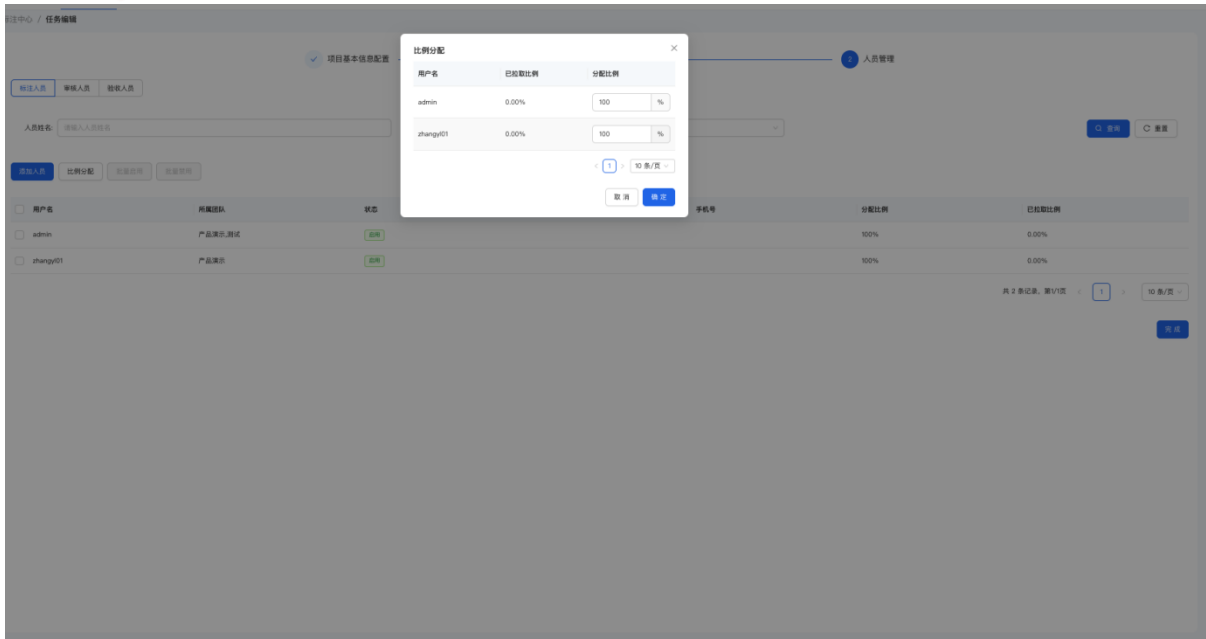 标注中心 / 任务编辑
项目基本信息配置
2 人员管理
标注人员 审核人员 验收人员
人员姓名: 请输入人员姓名
查询 重置
添加人员 比例分配 批量启用 批量禁用
用户名 所属团队 状态 手机号 分配比例 已拉取比例
admin 产品演示,测试 启用 100% 0.00%
zhangyl01 产品演示 启用 100% 0.00%
共 2 条记录, 第1/1页 < 1 > 10 条/页
完成
比例分配
用户名 已拉取比例 分配比例
admin 0.00% 100 %
zhangyl01 0.00% 100 %
< 1 > 10 条/页
取消 确定